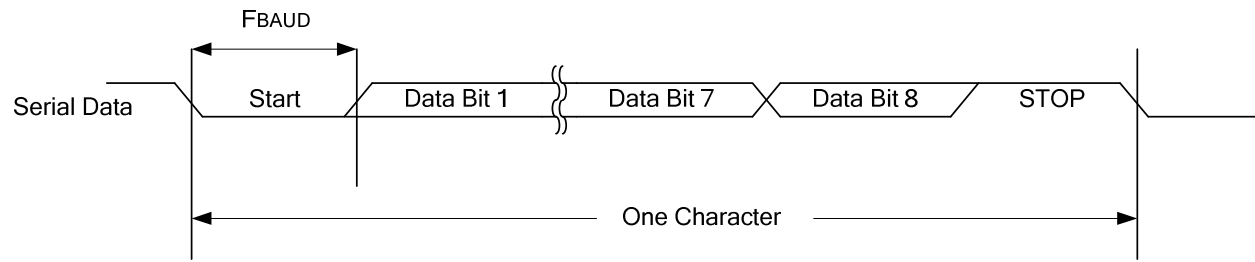 FBAUD
Serial Data
Start
Data Bit 1
Data Bit 7
Data Bit 8
STOP
One Character